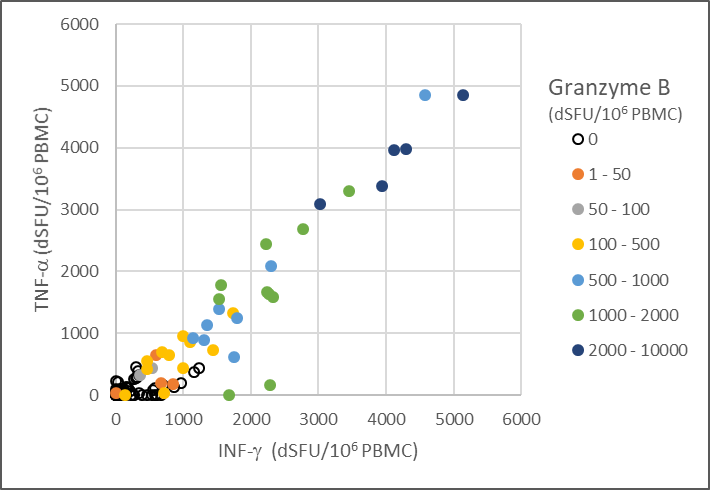 6000
5000
4000
3000
2000
1000
0
TNF-α (dSFU/10⁶ PBMC)
0 1000 2000 3000 4000 5000 6000
INF-γ (dSFU/10⁶ PBMC)
Granzyme B
(dSFU/10⁶ PBMC)
0
1 - 50
50 - 100
100 - 500
500 - 1000
1000 - 2000
2000 - 10000